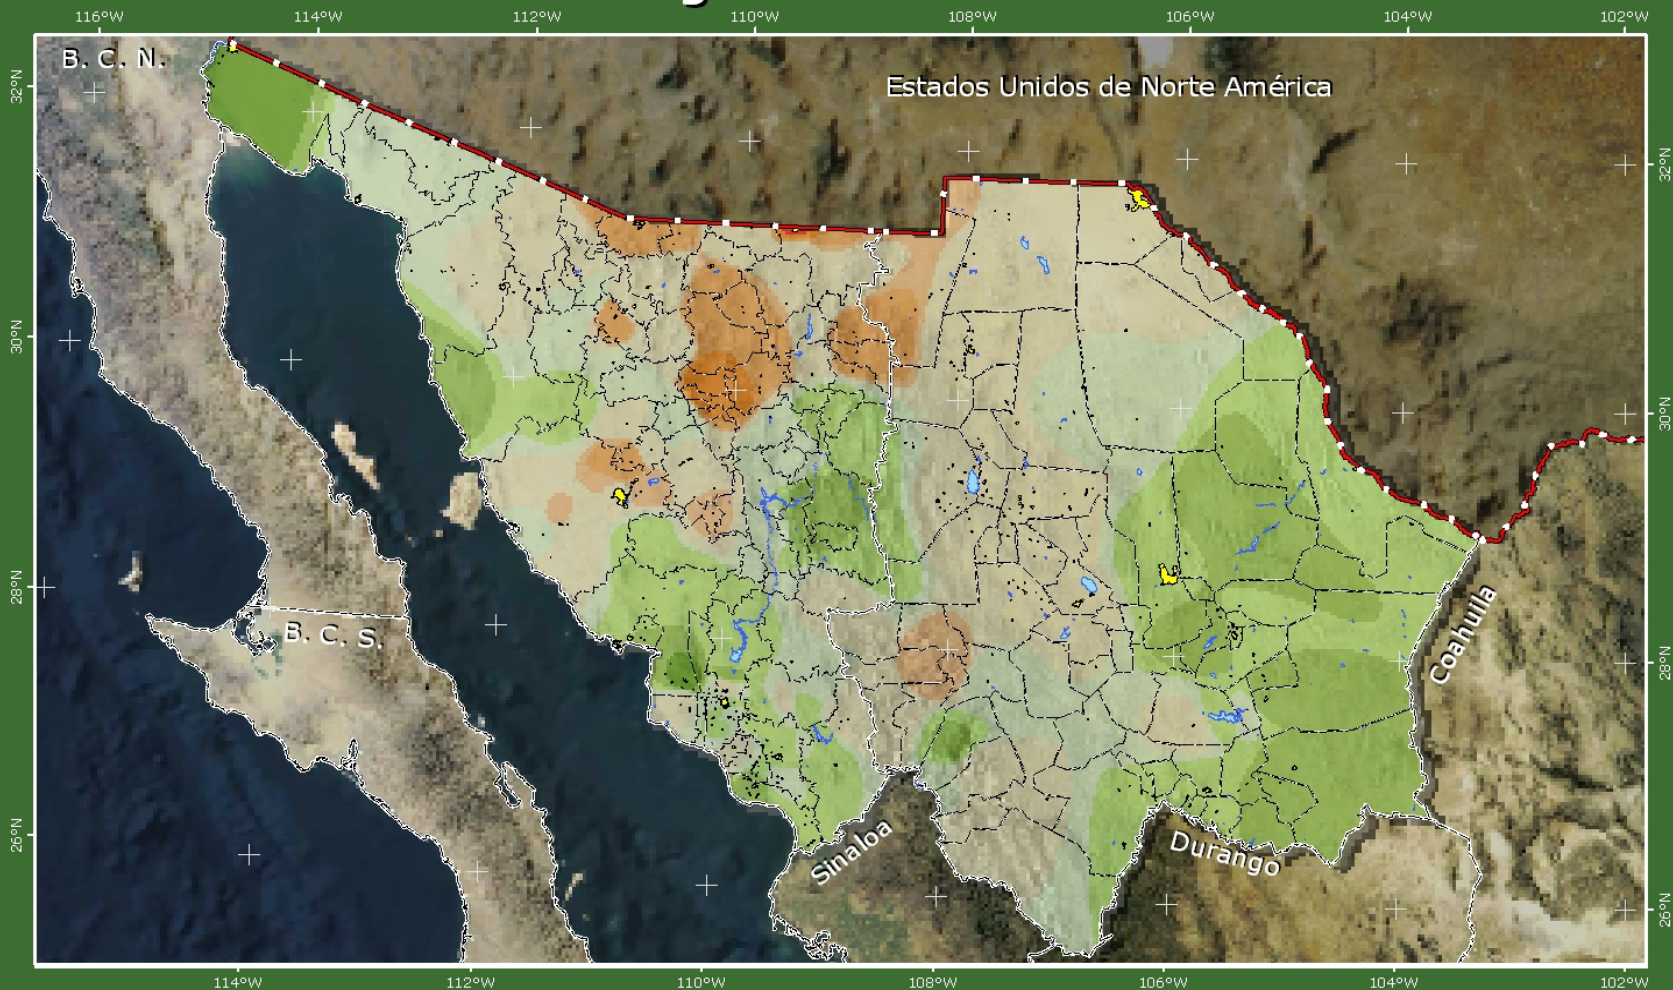 116°W 114°W 112°W 110°W 108°W 106°W 104°W 102°W
B. C. N.
Estados Unidos de Norte América
32°N
32°N
30°N
30°N
28°N
28°N
26°N
26°N
B. C. S.
Coahuila
Sinaloa
Durango
114°W 112°W 110°W 108°W 106°W 104°W 102°W